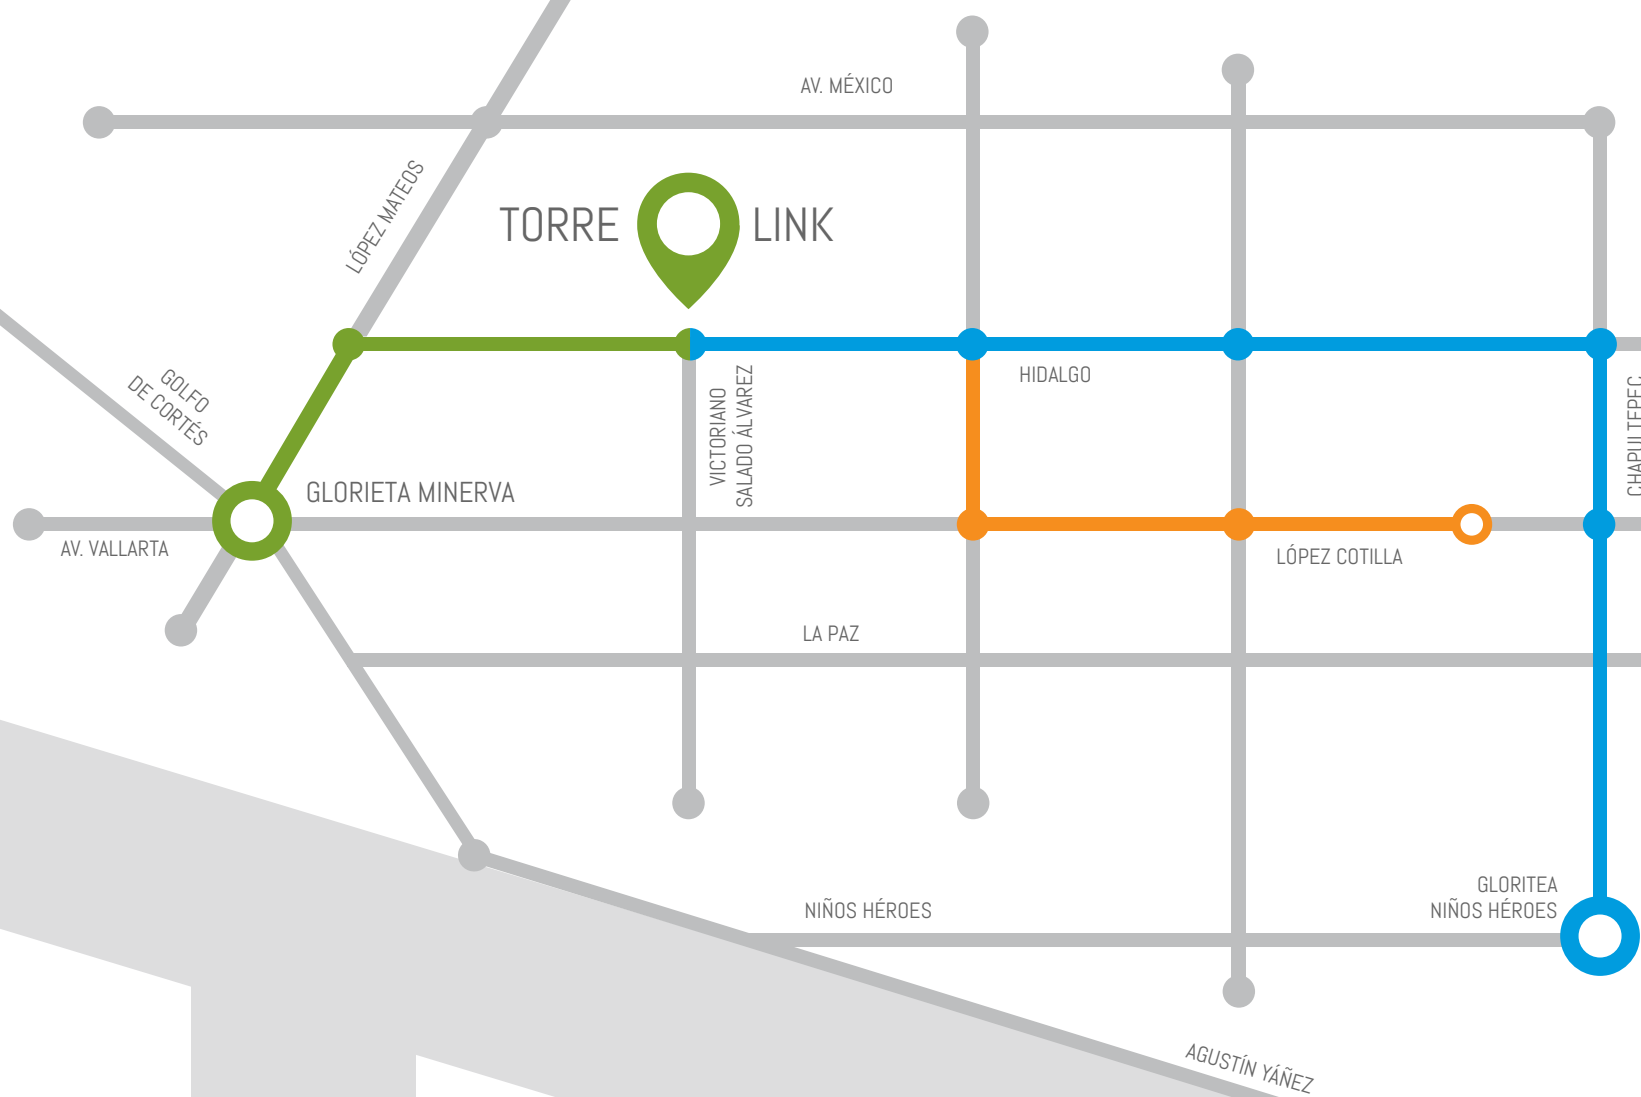 AV. MÉXICO
LÓPEZ MATEOS
TORRE LINK
GOLFO
DE CORTÉS
VICTORIANO
SALADO ÁLVAREZ
HIDALGO
CHAPULTEPEC
GLORIETA MINERVA
AV. VALLARTA
LÓPEZ COTILLA
LA PAZ
GLORITEA
NIÑOS HÉROES
NIÑOS HÉROES
AGUSTÍN YÁÑEZ